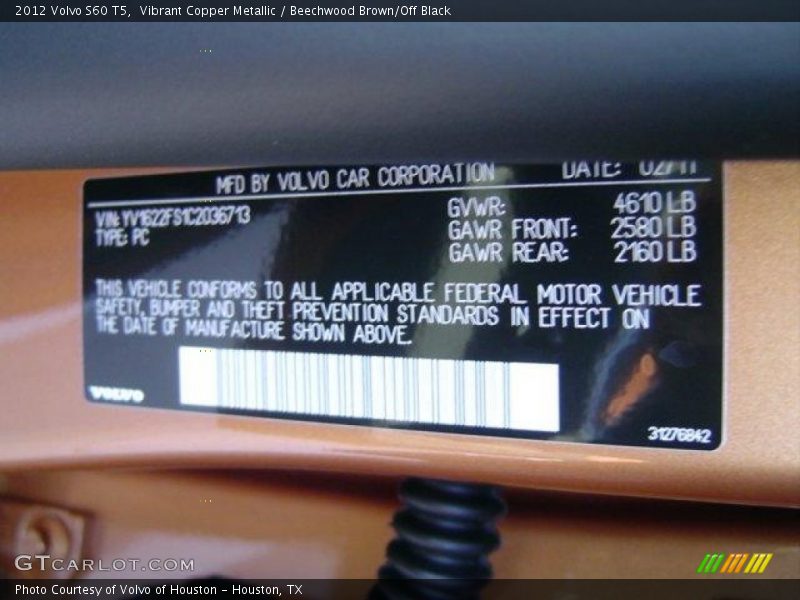 2012 Volvo S60 T5,  Vibrant Copper Metallic / Beechwood Brown/Off Black
MFD BY VOLVO CAR CORPORATION DATE: 02/11
VIN: YV1622FS1C2036713 GVWR: 4610 LB
TYPE: PC GAWR FRONT: 2580 LB
GAWR REAR: 2160 LB
THIS VEHICLE CONFORMS TO ALL APPLICABLE FEDERAL MOTOR VEHICLE
SAFETY, BUMPER AND THEFT PREVENTION STANDARDS IN EFFECT ON
THE DATE OF MANUFACTURE SHOWN ABOVE.
VOLVO
31276842
GTCARLOT.COM
Photo Courtesy of Volvo of Houston - Houston, TX